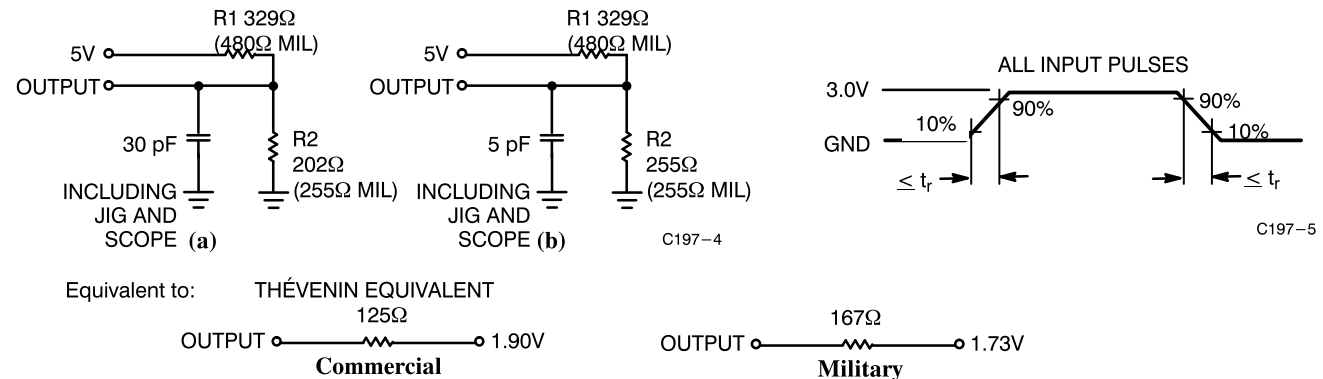 R1 329Ω
(480Ω MIL)
5V
OUTPUT
30 pF
R2
202Ω
(255Ω MIL)
INCLUDING
JIG AND
SCOPE (a)
R1 329Ω
(480Ω MIL)
5V
OUTPUT
5 pF
R2
255Ω
(255Ω MIL)
INCLUDING
JIG AND
SCOPE (b)
C197−4
ALL INPUT PULSES
3.0V
90%
90%
10%
10%
GND
≤ tr
≤ tr
C197−5
Equivalent to: THÉVENIN EQUIVALENT
125Ω
OUTPUT 1.90V
Commercial
167Ω
OUTPUT 1.73V
Military